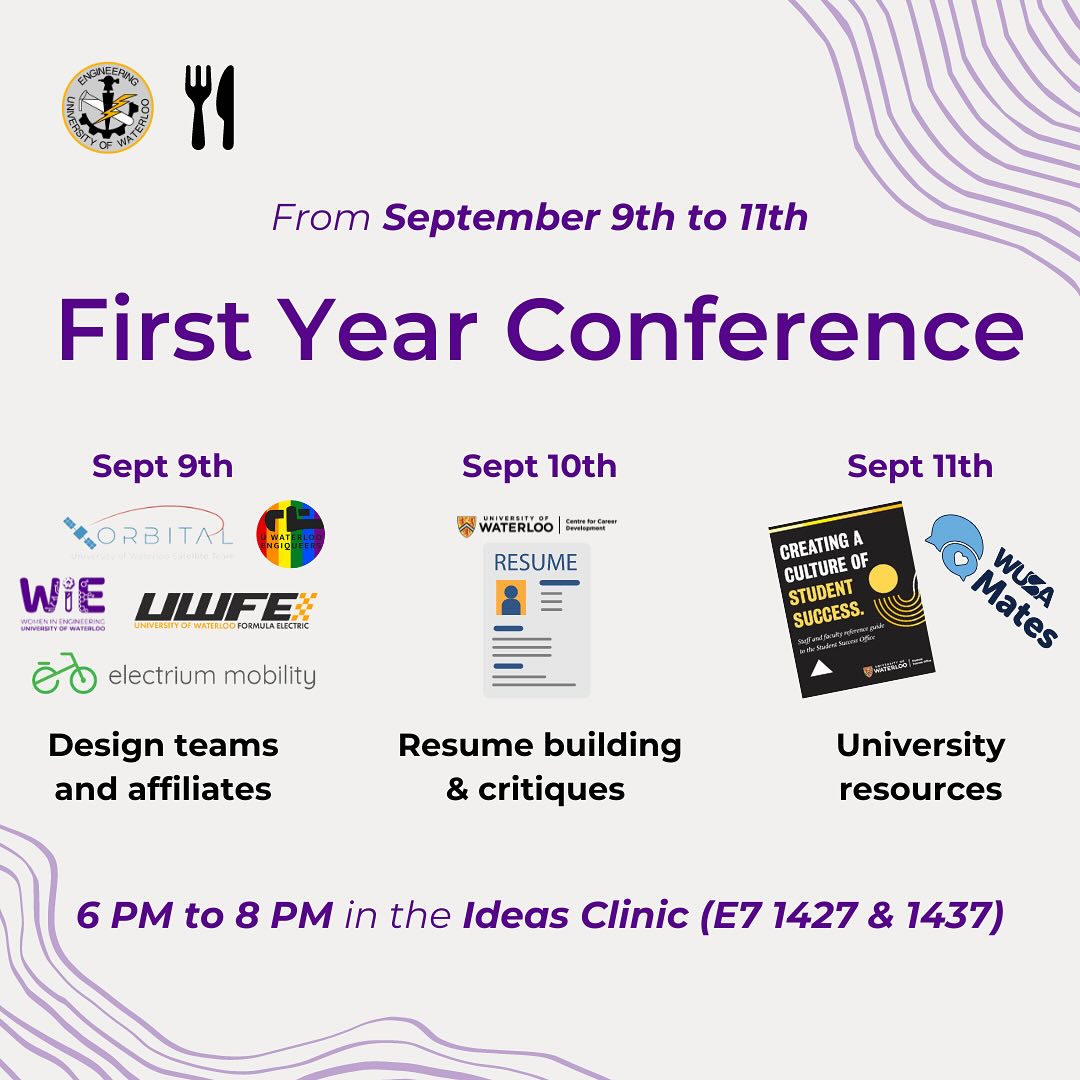 ENGINEERING
UNIVERSITY OF WATERLOO
From September 9th to 11th
First Year Conference
Sept 9th
ORBITAL
University of Waterloo Satellite Team
U WATERLOO
ENGIQUEERS
WiE
WOMEN IN ENGINEERING
UNIVERSITY OF WATERLOO
UWFE
UNIVERSITY OF WATERLOO FORMULA ELECTRIC
electrium mobility
Design teams
and affiliates
Sept 10th
UNIVERSITY OF
WATERLOO
Centre for Career
Development
RESUME
Resume building
& critiques
Sept 11th
CREATING A
CULTURE OF
STUDENT
SUCCESS.
Staff and faculty reference guide
to the Student Success Office
UNIVERSITY OF
WATERLOO
WUSA
Mates
University
resources
6 PM to 8 PM in the Ideas Clinic (E7 1427 & 1437)